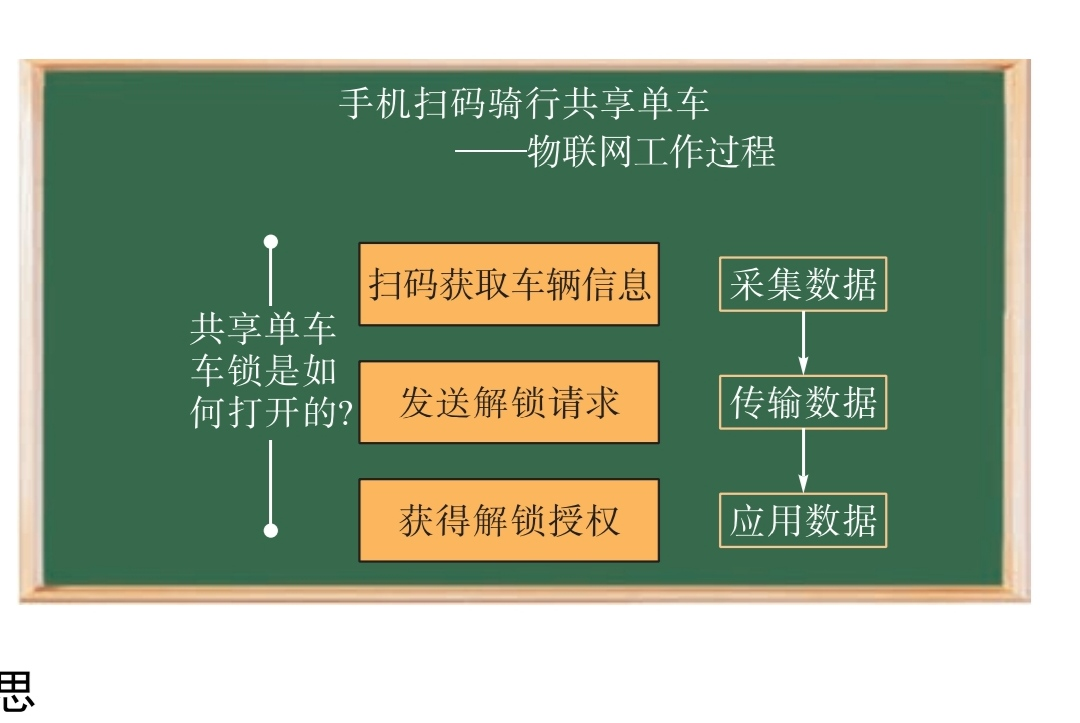 手机扫码骑行共享单车
——物联网工作过程
共享单车
车锁是如
何打开的?
扫码获取车辆信息
发送解锁请求
获得解锁授权
采集数据
传输数据
应用数据
思